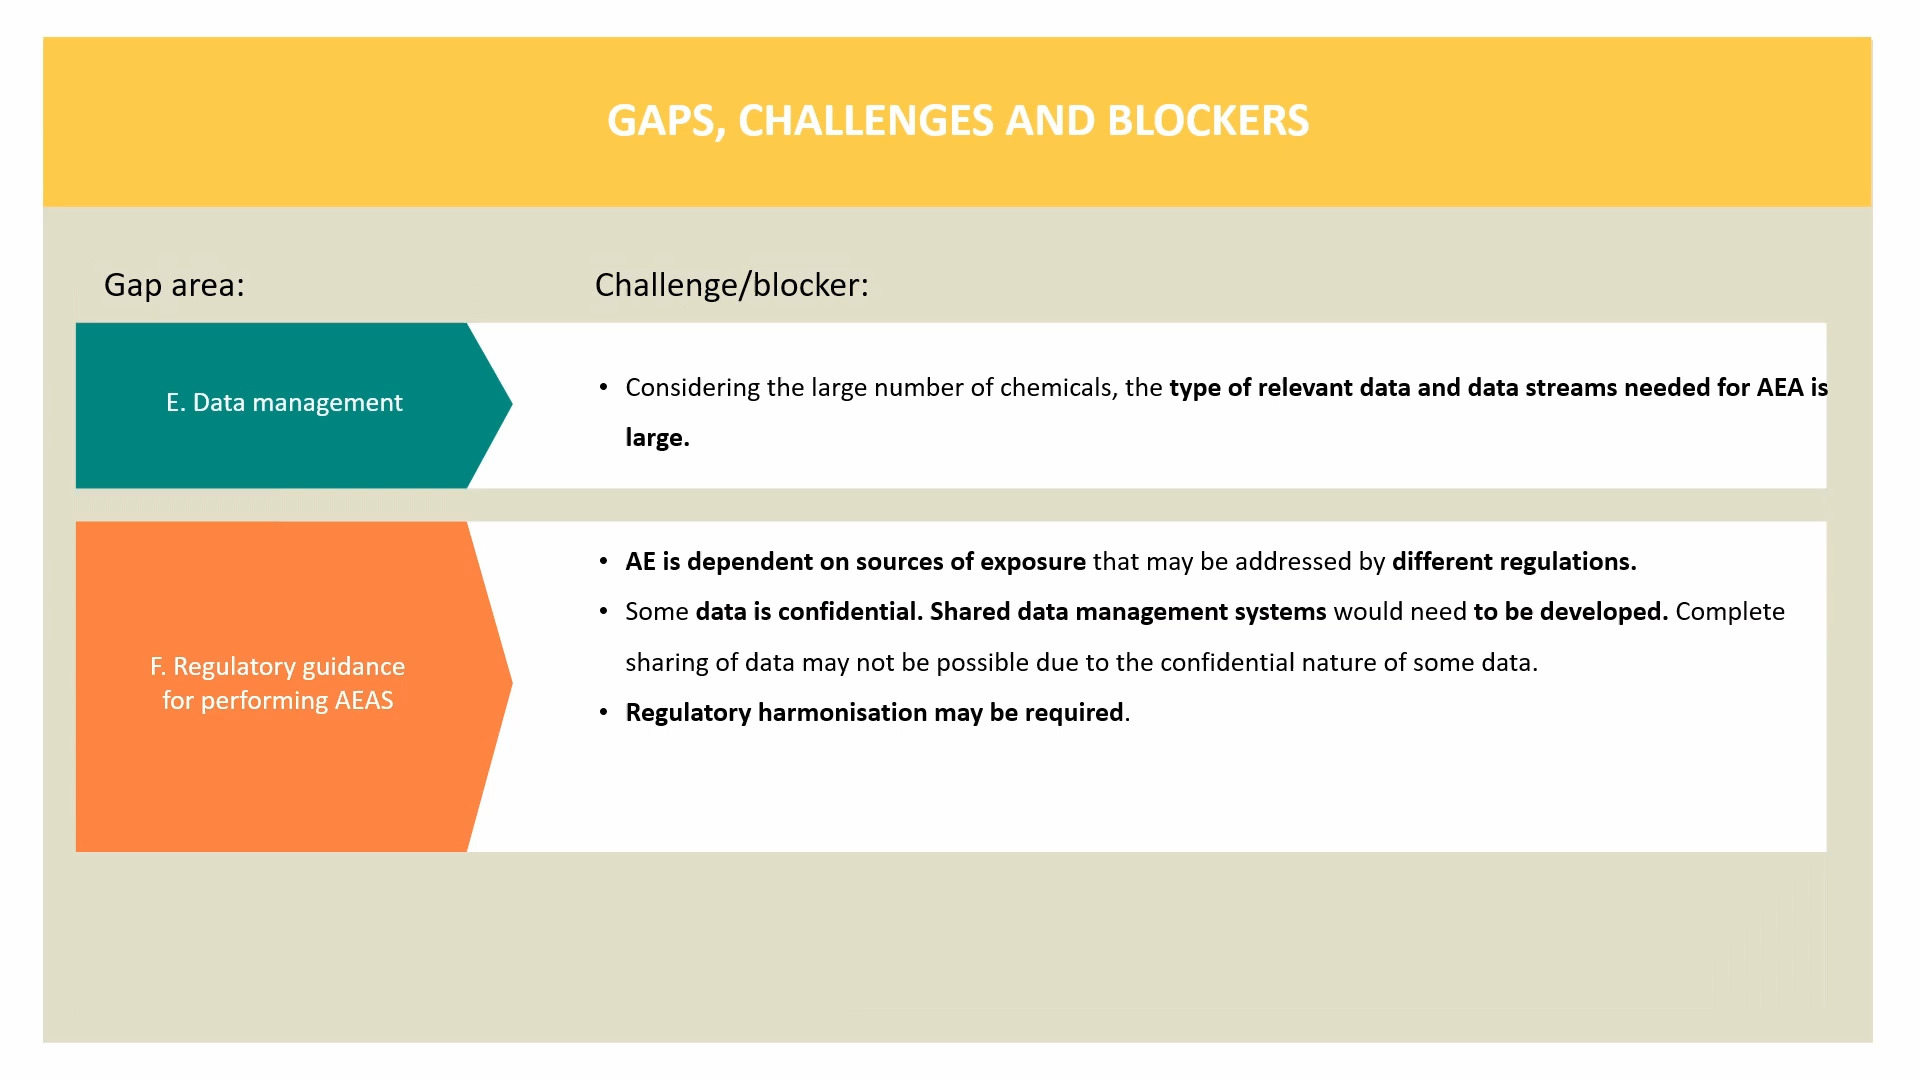 GAPS, CHALLENGES AND BLOCKERS
Gap area:
Challenge/blocker:
E. Data management
• Considering the large number of chemicals, the type of relevant data and data streams needed for AEA is
large.
F. Regulatory guidance
for performing AEAS
• AE is dependent on sources of exposure that may be addressed by different regulations.
• Some data is confidential. Shared data management systems would need to be developed. Complete
sharing of data may not be possible due to the confidential nature of some data.
• Regulatory harmonisation may be required.